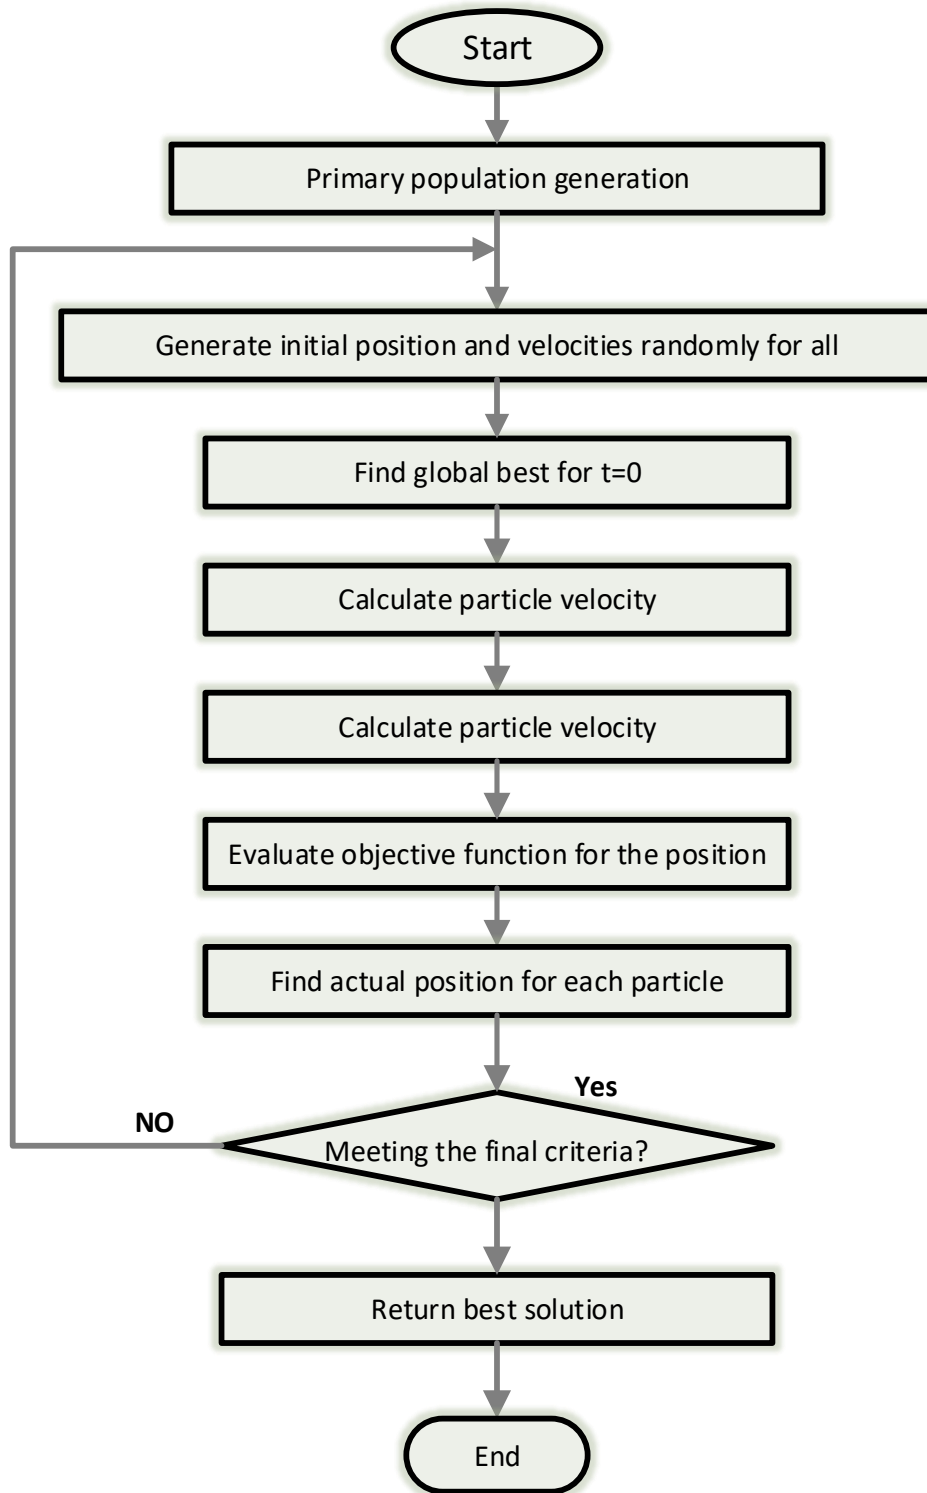 Start
Primary population generation
Generate initial position and velocities randomly for all
Find global best for t=0
Calculate particle velocity
Calculate particle velocity
Evaluate objective function for the position
Find actual position for each particle
Yes
NO
Meeting the final criteria?
Return best solution
End